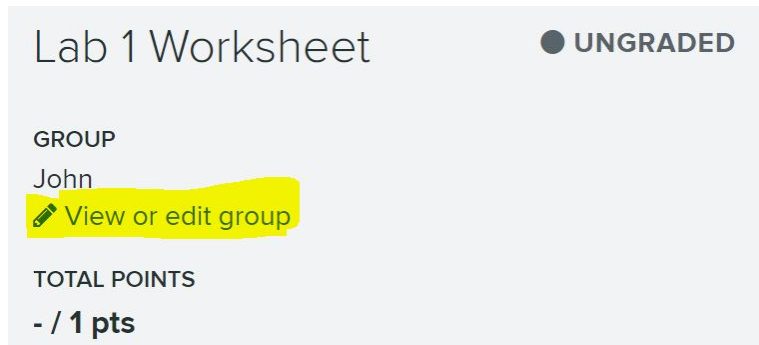 Lab 1 Worksheet
UNGRADED
GROUP
John
View or edit group
TOTAL POINTS
- / 1 pts